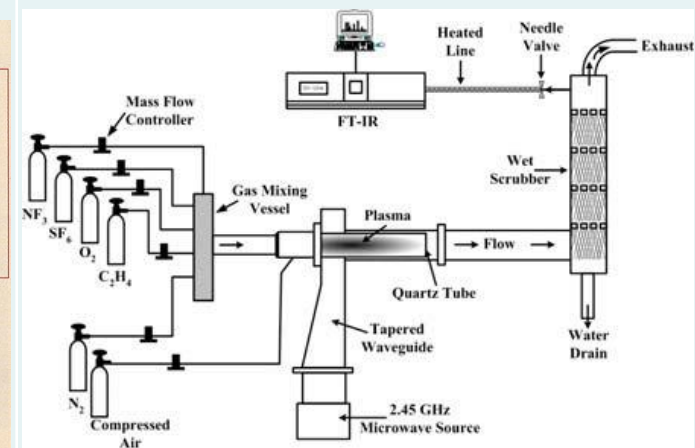 Heated
Line
Needle
Valve
Exhaust
Mass Flow
Controller
FT-IR
Wet
Scrubber
Gas Mixing
Vessel
Plasma
NF3
SF6
O2
C2H4
Flow
Quartz Tube
Tapered
Waveguide
Water
Drain
N2
Compressed
Air
2.45 GHz
Microwave Source